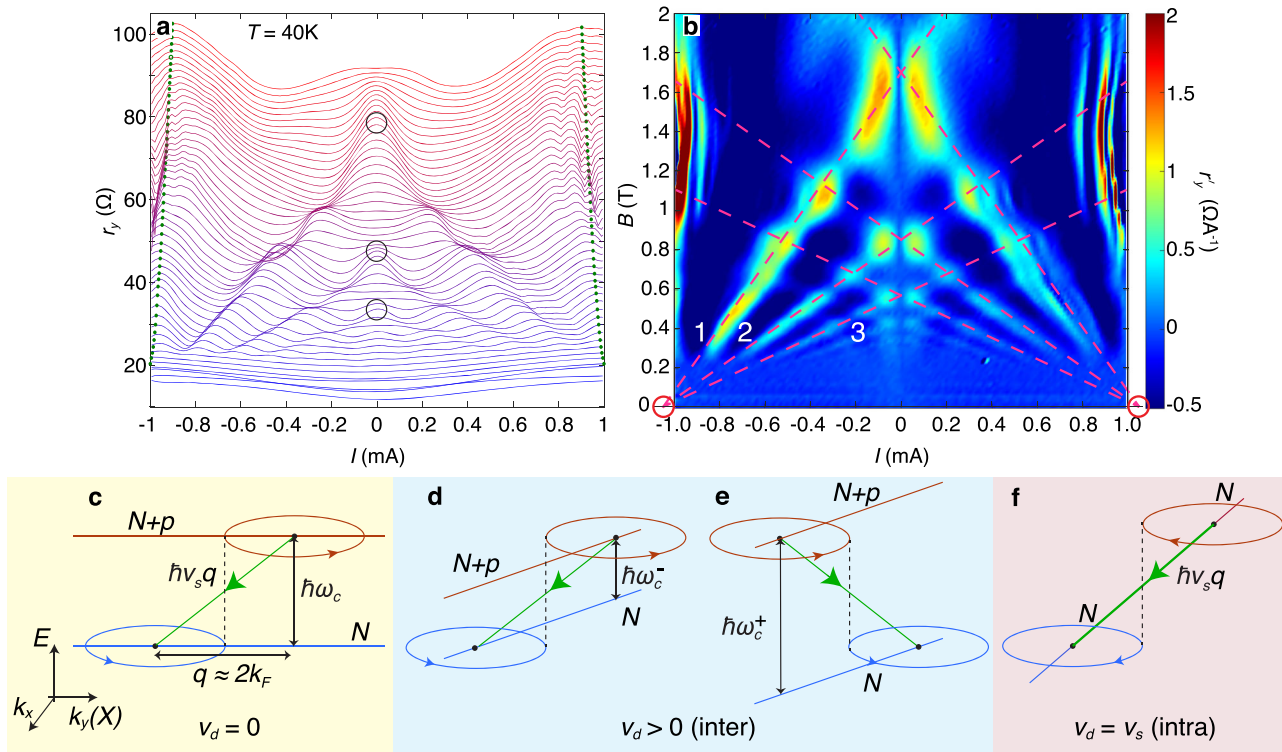 a
T = 40K
r_y (Ω)
100
80
60
40
20
-1 -0.8 -0.6 -0.4 -0.2 0 0.2 0.4 0.6 0.8 1
I (mA)
b
B (T)
2
1.8
1.6
1.4
1.2
1
0.8
0.6
0.4
0.2
0
1 2 3
-1.0 -0.8 -0.6 -0.4 -0.2 0 0.2 0.4 0.6 0.8 1.0
I (mA)
2
1.5
1
0.5
0
-0.5
r′_y (ΩA⁻¹)
c
N+p
ħv_sq
ħω_c
N
q ≈ 2k_F
E
k_x
k_y(X)
v_d = 0
d
N+p
ħω_c⁻
N
e
N+p
ħω_c⁺
N
v_d > 0 (inter)
f
N
ħv_sq
N
v_d = v_s (intra)